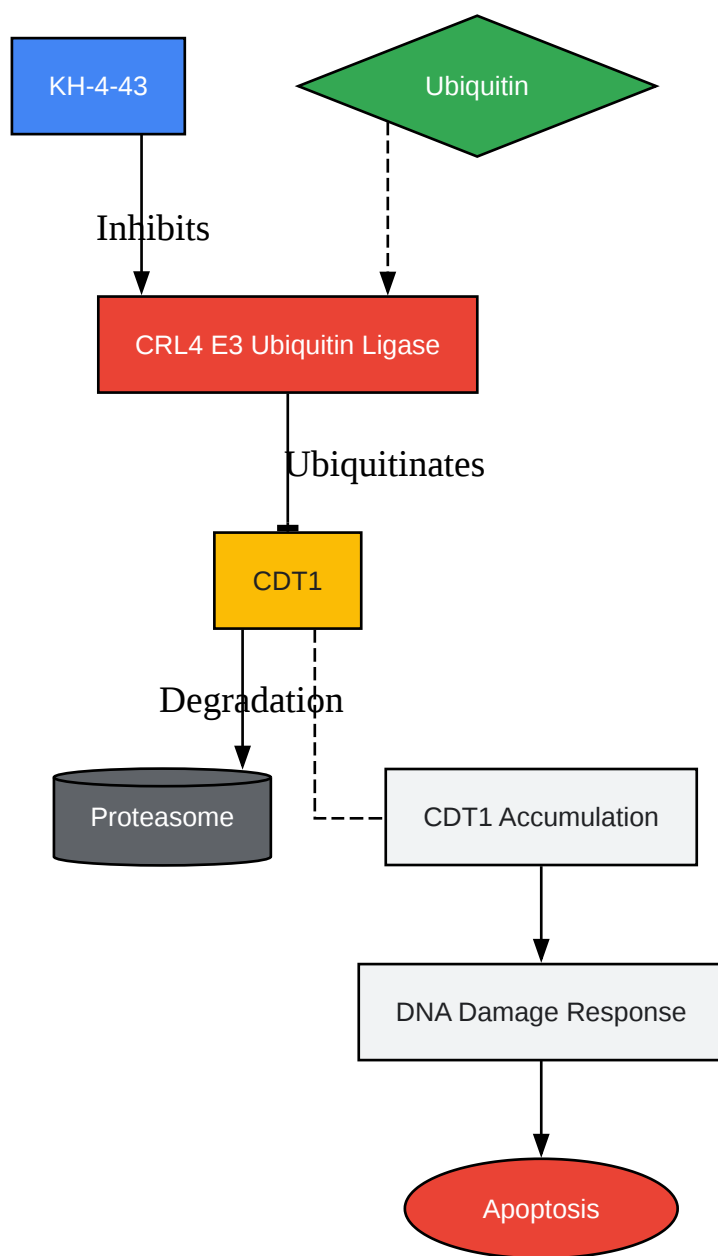 KH-4-43
Ubiquitin
Inhibits
CRL4 E3 Ubiquitin Ligase
Ubiquitinates
CDT1
Degradation
Proteasome
CDT1 Accumulation
DNA Damage Response
Apoptosis